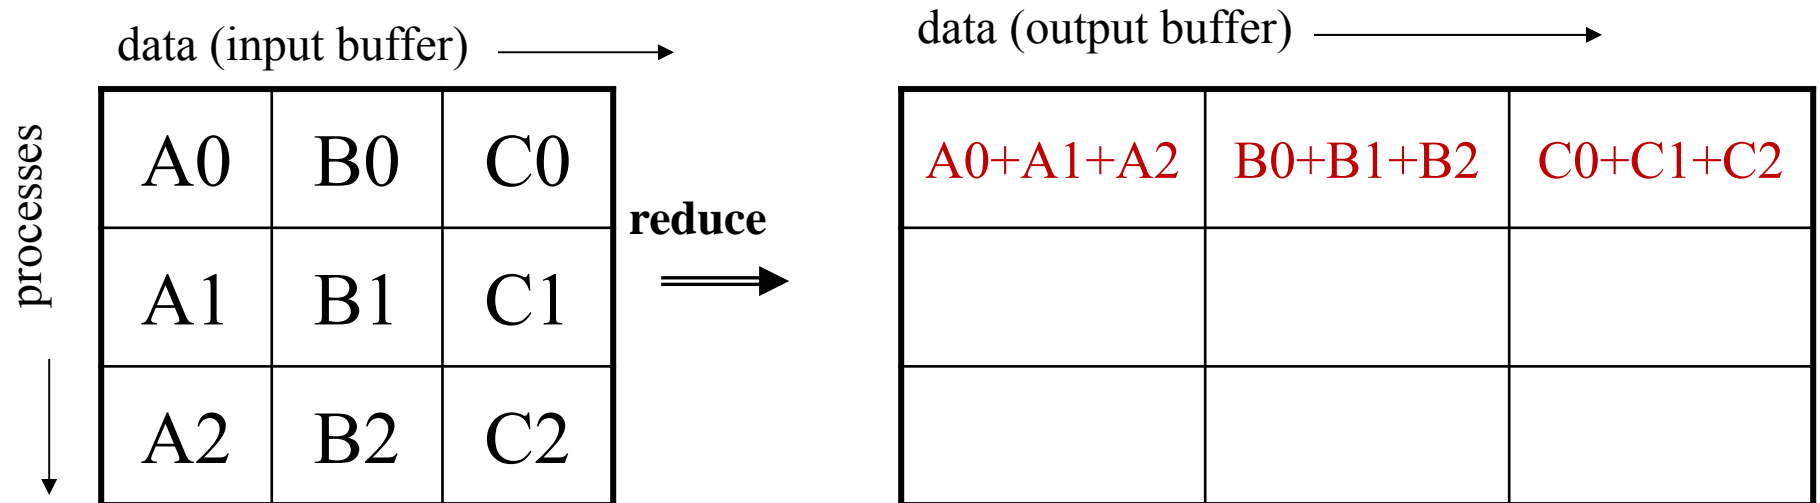 data (input buffer)
data (output buffer)
processes
A0 B0 C0
A1 B1 C1
A2 B2 C2
reduce
A0+A1+A2 B0+B1+B2 C0+C1+C2